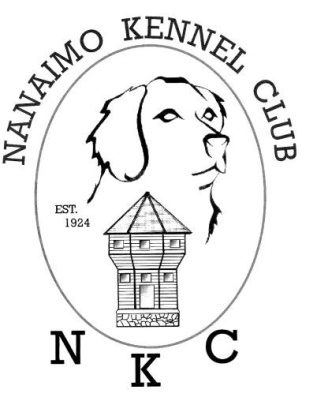 NANAIMO KENNEL CLUB
EST.
1924
N K C